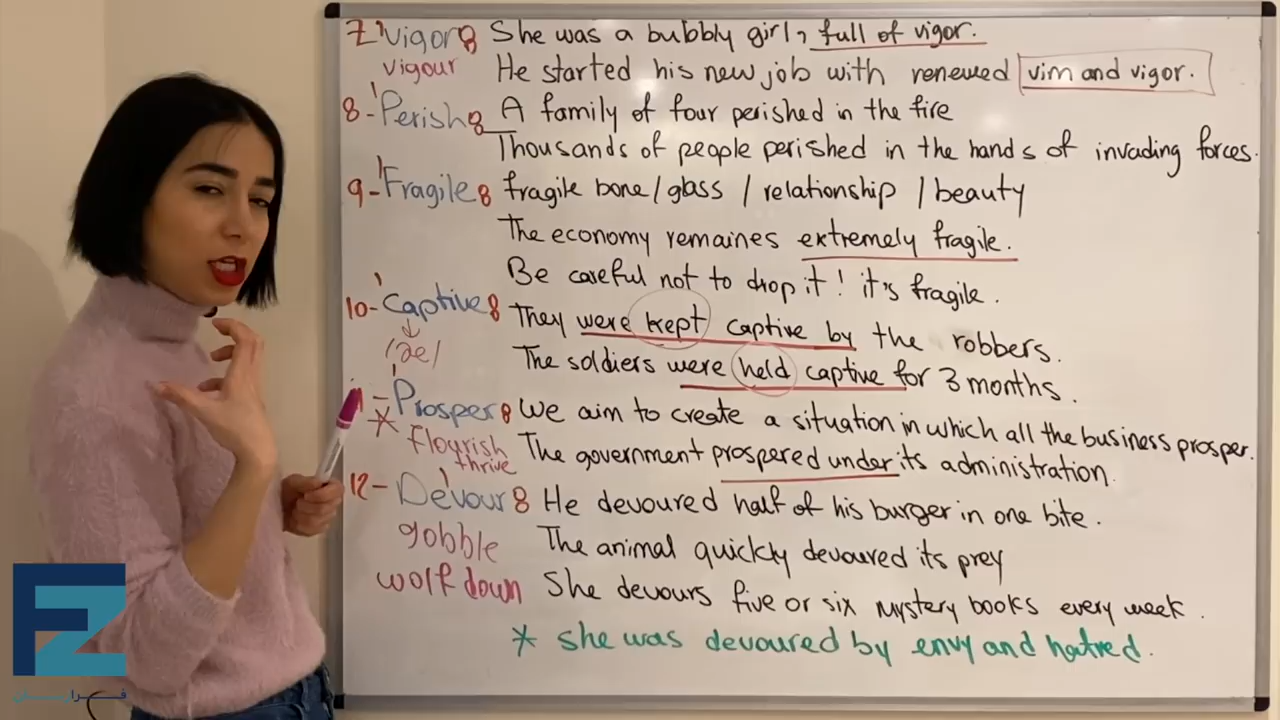 7 Vigor: She was a bubbly girl, full of vigor.
vigour He started his new job with renewed vim and vigor.
8- Perish: A family of four perished in the fire
Thousands of people perished in the hands of invading forces.
9- Fragile: fragile bone/glass / relationship / beauty
The economy remaines extremely fragile.
Be careful not to drop it! it's fragile.
10- Captive: They were kept captive by the robbers.
/æ/ The soldiers were held captive for 3 months.
- Prosper: We aim to create a situation in which all the business prosper.
* flourish
thrive The government prospered under its administration.
12- Devour: He devoured half of his burger in one bite.
gobble The animal quickly devoured its prey
wolf down She devours five or six mystery books every week.
* she was devoured by envy and hatred.
FZ